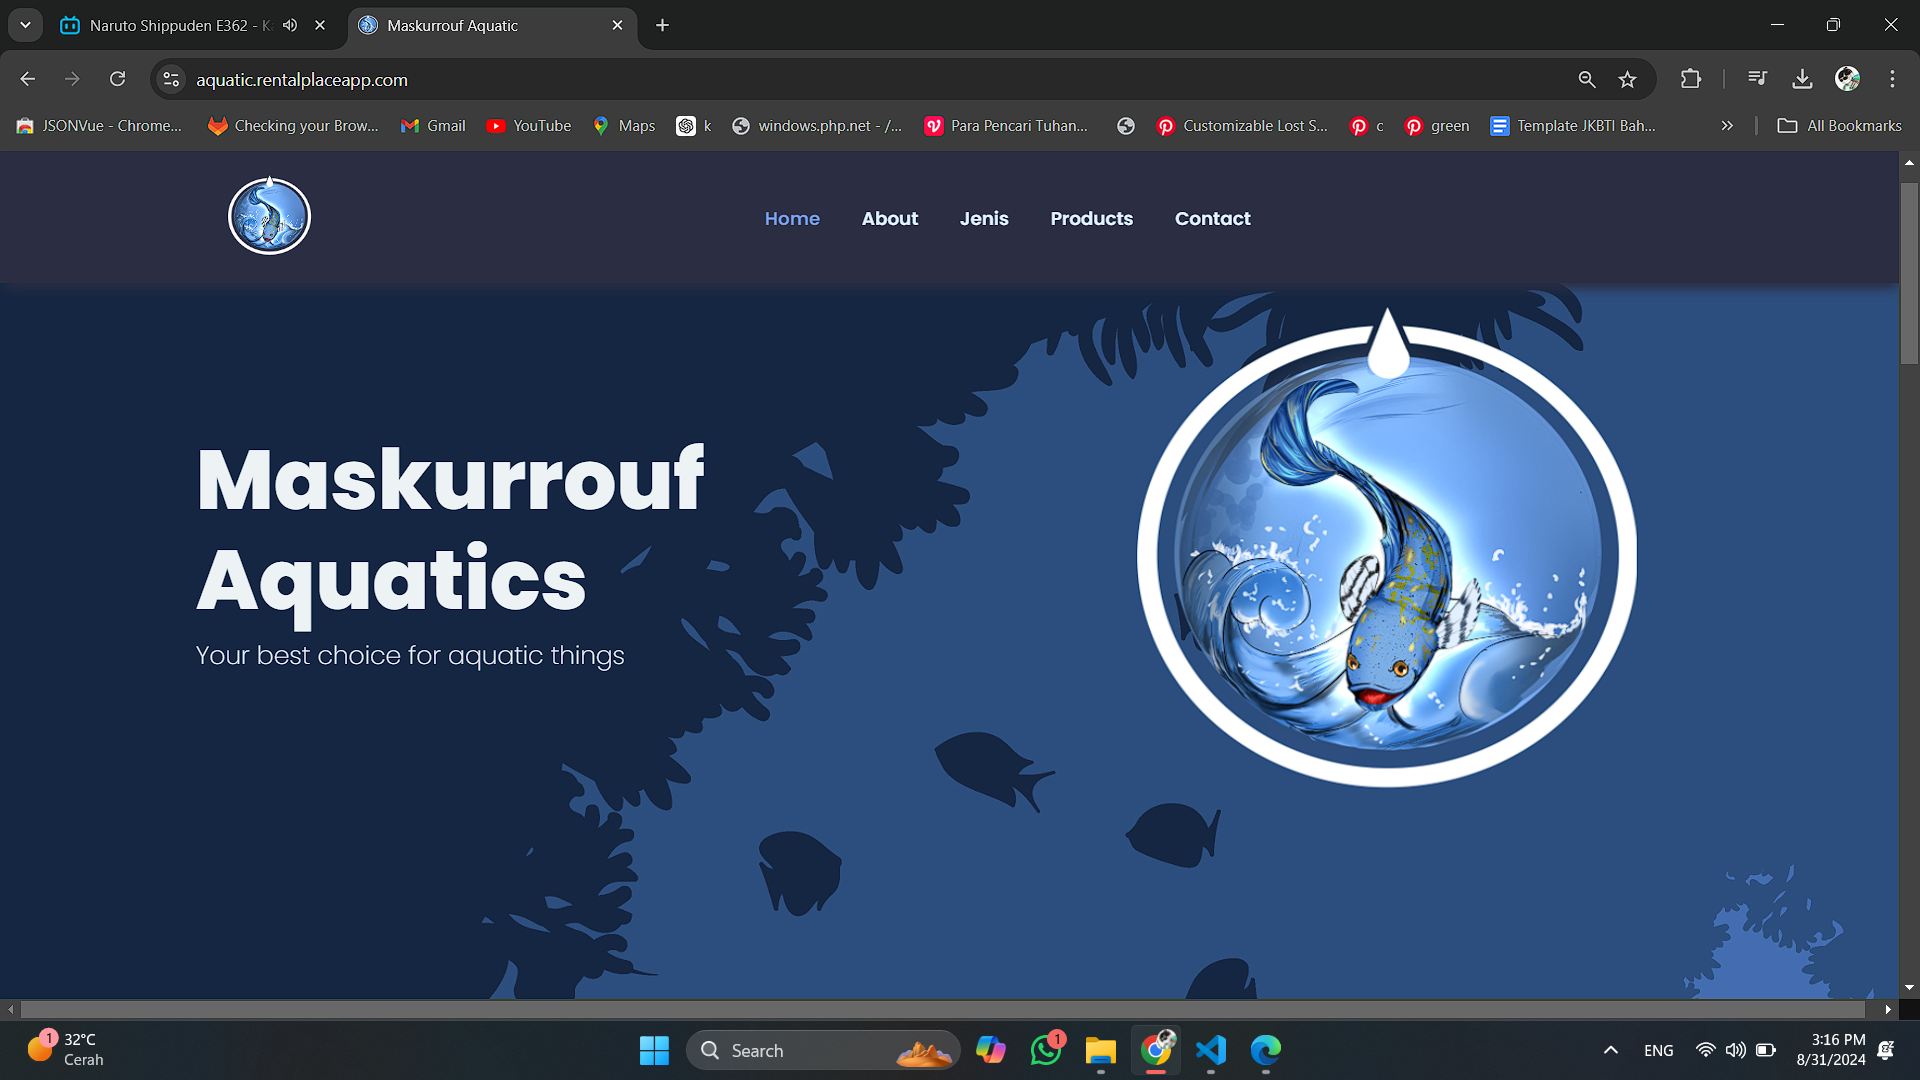 Naruto Shippuden E362 - K
Maskurrouf Aquatic
aquatic.rentalplaceapp.com
JSONVue - Chrome...
Checking your Brow...
Gmail
YouTube
Maps
k
windows.php.net - /...
Para Pencari Tuhan...
Customizable Lost S...
c
green
Template JKBTI Bah...
All Bookmarks
Home
About
Jenis
Products
Contact
Maskurrouf
Aquatics
Your best choice for aquatic things
1
32°C
Cerah
Search
1
ENG
3:16 PM
8/31/2024